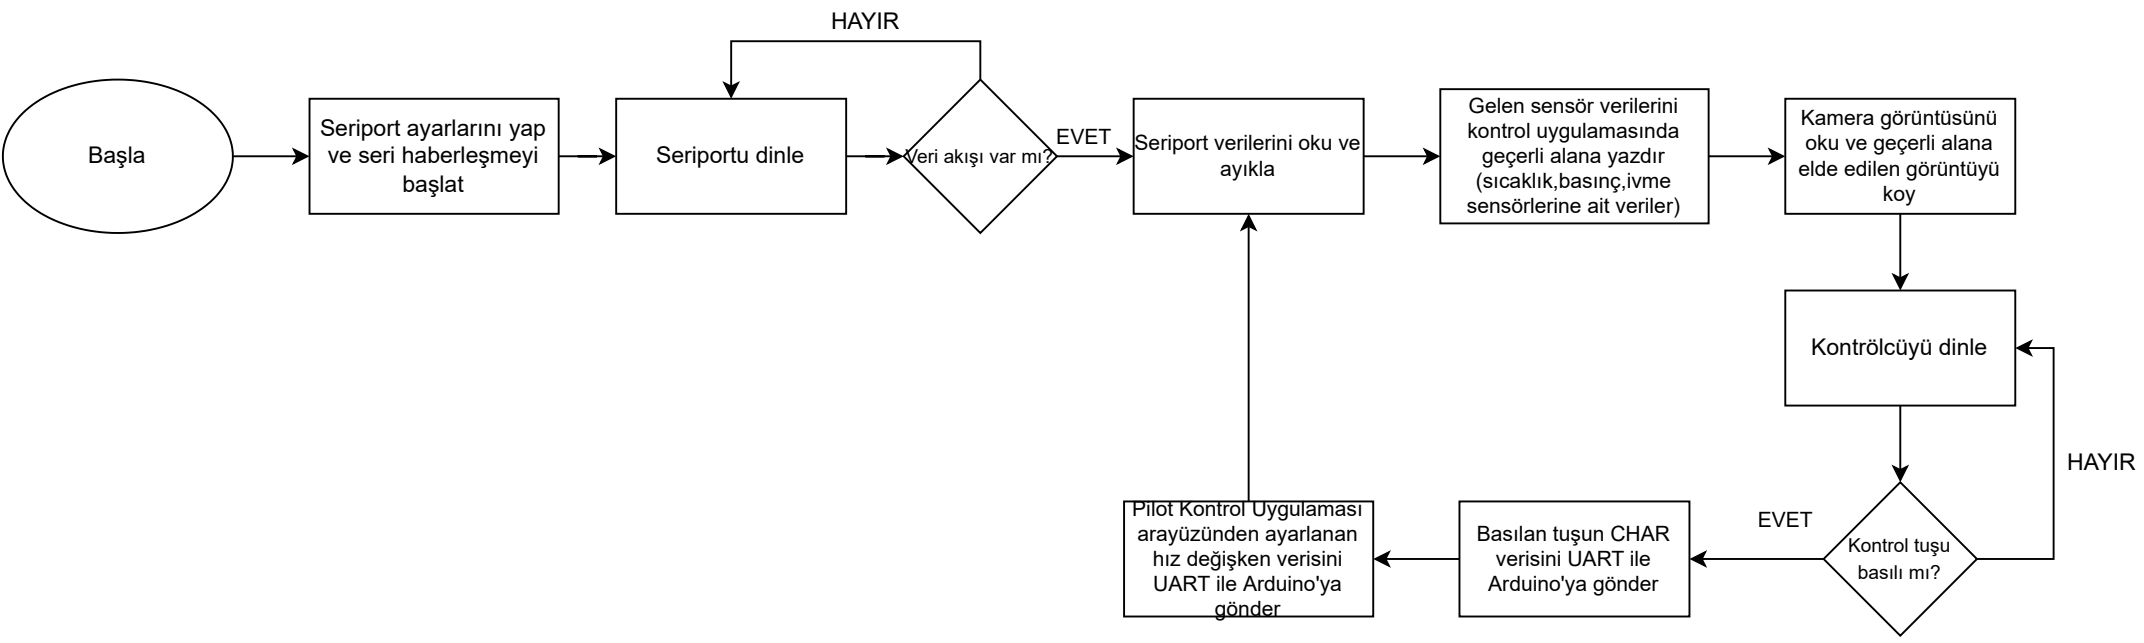 HAYIR
Başla
Seriport ayarlarını yap
ve seri haberleşmeyi
başlat
Seriportu dinle
Veri akışı var mı?
EVET
Seriport verilerini oku ve
ayıkla
Gelen sensör verilerini
kontrol uygulamasında
geçerli alana yazdır
(sıcaklık,basınç,ivme
sensörlerine ait veriler)
Kamera görüntüsünü
oku ve geçerli alana
elde edilen görüntüyü
koy
Kontrölcüyü dinle
HAYIR
Kontrol tuşu
basılı mı?
EVET
Basılan tuşun CHAR
verisini UART ile
Arduino'ya gönder
Pilot Kontrol Uygulaması
arayüzünden ayarlanan
hız değişken verisini
UART ile Arduino'ya
gönder